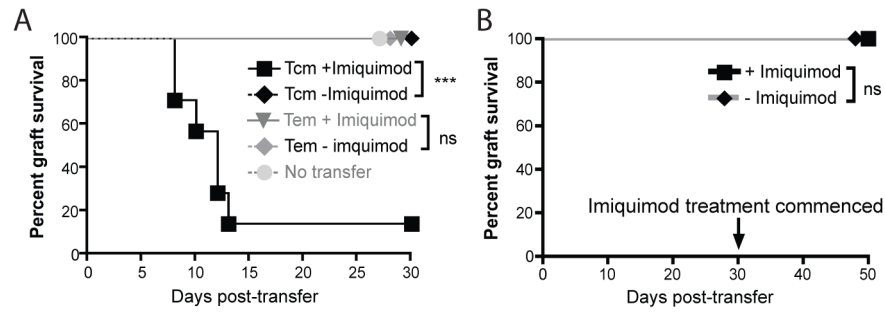 A
Percent graft survival
100
80
60
40
20
0
Tcm +Imiquimod
Tcm -Imiquimod
***
Tem + Imiquimod
Tem - imquimod
ns
No transfer
0 5 10 15 20 25 30
Days post-transfer
B
Percent graft survival
100
80
60
40
20
0
+ Imiquimod
- Imiquimod
ns
Imiquimod treatment commenced
0 10 20 30 40 50
Days post-transfer